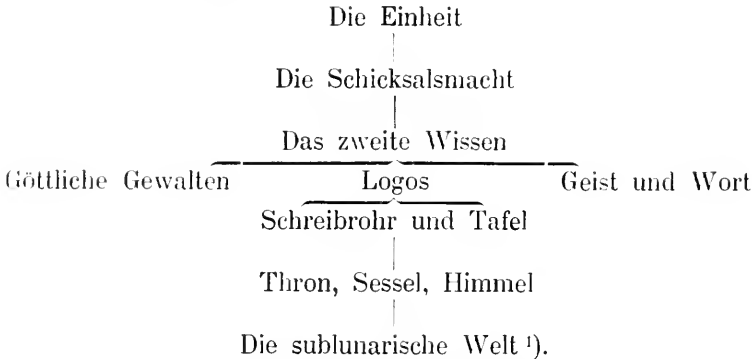 Die Einheit
Die Schicksalsmacht
Das zweite Wissen
Göttliche Gewalten Logos Geist und Wort
Schreibrohr und Tafel
Thron, Sessel, Himmel
Die sublunarische Welt ¹).